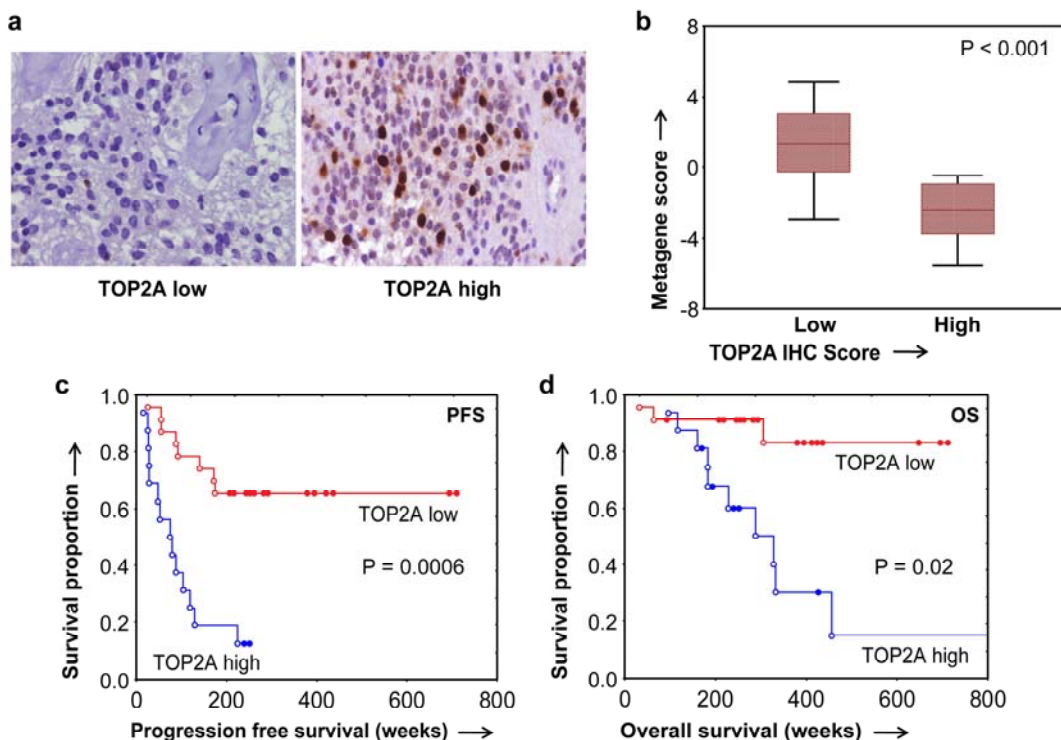 a
TOP2A low
TOP2A high
b
P < 0.001
Metagene score →
4
0
-4
-8
Low
High
TOP2A IHC Score →
c
PFS
Survival proportion →
1.0
0.8
0.6
0.4
0.2
0.0
TOP2A low
P = 0.0006
TOP2A high
0
200
400
600
800
Progression free survival (weeks) →
d
OS
Survival proportion →
1.0
0.8
0.6
0.4
0.2
0.0
TOP2A low
P = 0.02
TOP2A high
0
200
400
600
800
Overall survival (weeks) →